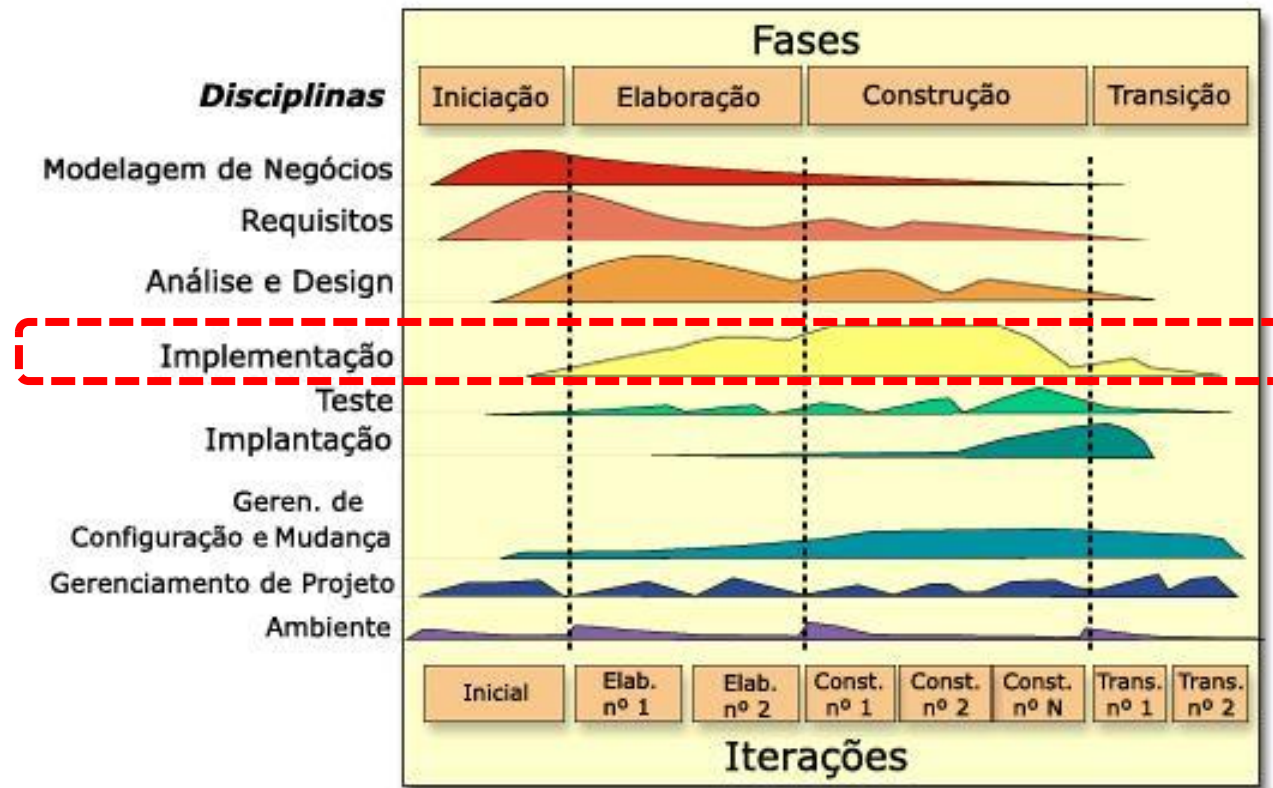 Fases
Disciplinas
Iniciação
Elaboração
Construção
Transição
Modelagem de Negócios
Requisitos
Análise e Design
Implementação
Teste
Implantação
Geren. de
Configuração e Mudança
Gerenciamento de Projeto
Ambiente
Inicial
Elab.
nº 1
Elab.
nº 2
Const.
nº 1
Const.
nº 2
Const.
nº N
Trans.
nº 1
Trans.
nº 2
Iterações